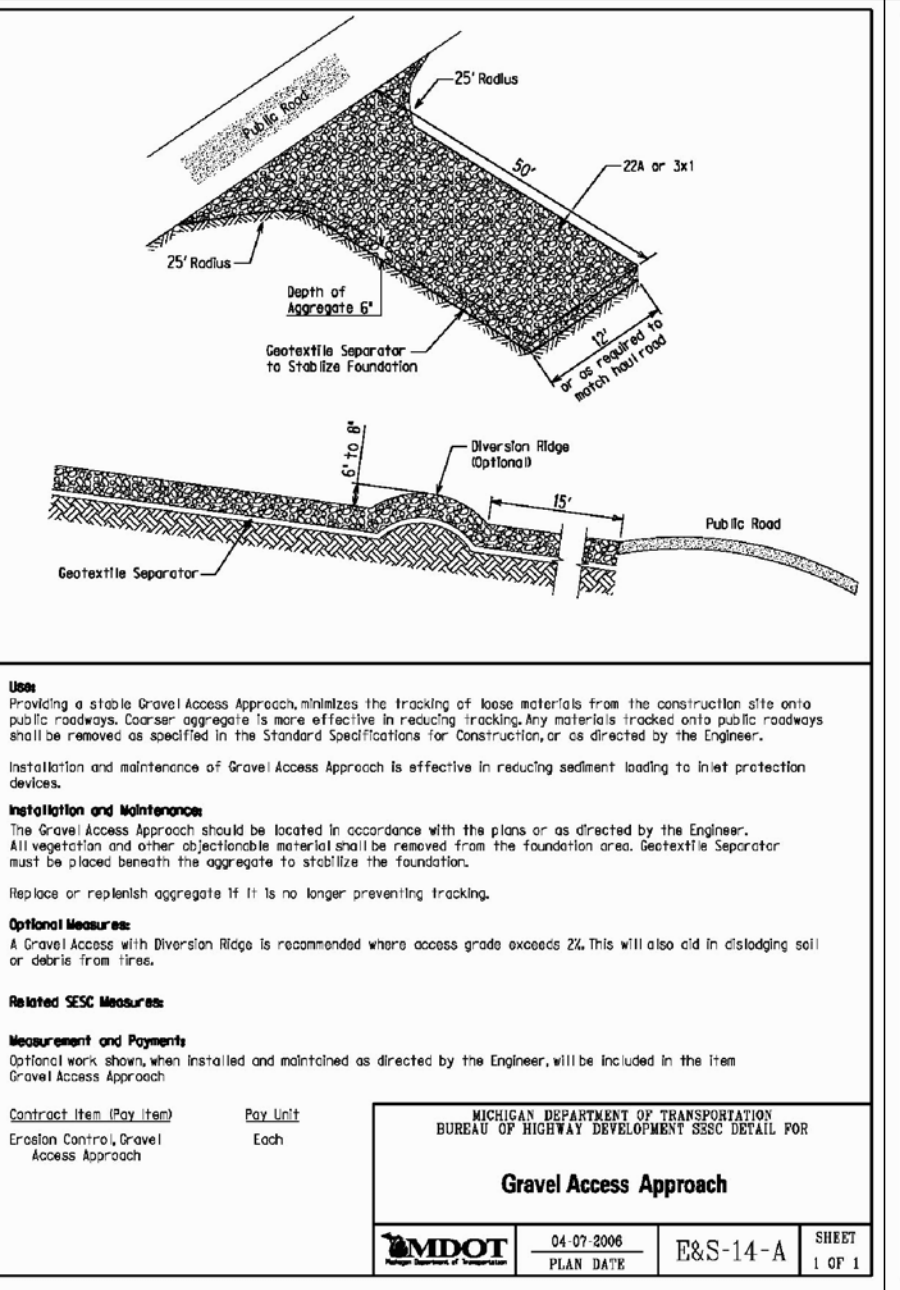 25' Radius
Public Road
50'
22A or 3x1
25' Radius
Depth of
Aggregate 6"
Geotextile Separator
to Stabilize Foundation
12'
or as required to
match haul road
6" to 8"
Diversion Ridge
(Optional)
15'
Public Road
Geotextile Separator
Use:
Providing a stable Gravel Access Approach, minimizes the tracking of loose materials from the construction site onto
public roadways. Coarser aggregate is more effective in reducing tracking. Any materials tracked onto public roadways
shall be removed as specified in the Standard Specifications for Construction, or as directed by the Engineer.
Installation and maintenance of Gravel Access Approach is effective in reducing sediment loading to inlet protection
devices.
Installation and Maintenance:
The Gravel Access Approach should be located in accordance with the plans or as directed by the Engineer.
All vegetation and other objectionable material shall be removed from the foundation area. Geotextile Separator
must be placed beneath the aggregate to stabilize the foundation.
Replace or replenish aggregate if it is no longer preventing tracking.
Optional Measures:
A Gravel Access with Diversion Ridge is recommended where access grade exceeds 2%. This will also aid in dislodging soil
or debris from tires.
Related SESC Measures:
Measurement and Payment:
Optional work shown, when installed and maintained as directed by the Engineer, will be included in the item
Gravel Access Approach
Contract Item (Pay Item) Pay Unit
Erosion Control, Gravel Each
Access Approach
MICHIGAN DEPARTMENT OF TRANSPORTATION
BUREAU OF HIGHWAY DEVELOPMENT SESC DETAIL FOR
Gravel Access Approach
MDOT
Michigan Department of Transportation
04-07-2006
PLAN DATE
E&S-14-A
SHEET
1 OF 1